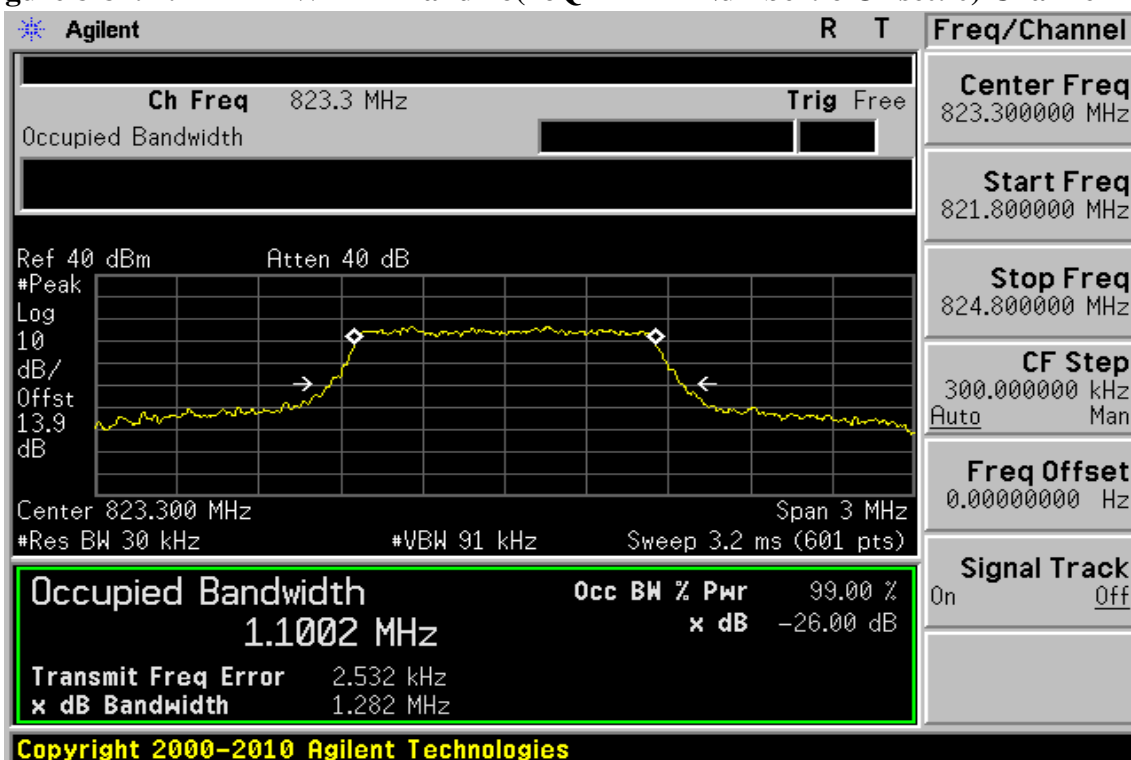 Agilent R T Freq/Channel
Ch Freq 823.3 MHz Trig Free
Occupied Bandwidth
Center Freq
823.300000 MHz
Start Freq
821.800000 MHz
Stop Freq
824.800000 MHz
CF Step
300.000000 kHz
Auto Man
Freq Offset
0.00000000 Hz
Signal Track
On Off
Ref 40 dBm Atten 40 dB
#Peak
Log
10
dB/
Offst
13.9
dB
Center 823.300 MHz Span 3 MHz
#Res BW 30 kHz #VBW 91 kHz Sweep 3.2 ms (601 pts)
Occupied Bandwidth Occ BW % Pwr 99.00 %
1.1002 MHz x dB -26.00 dB
Transmit Freq Error 2.532 kHz
x dB Bandwidth 1.282 MHz
Copyright 2000-2010 Agilent Technologies